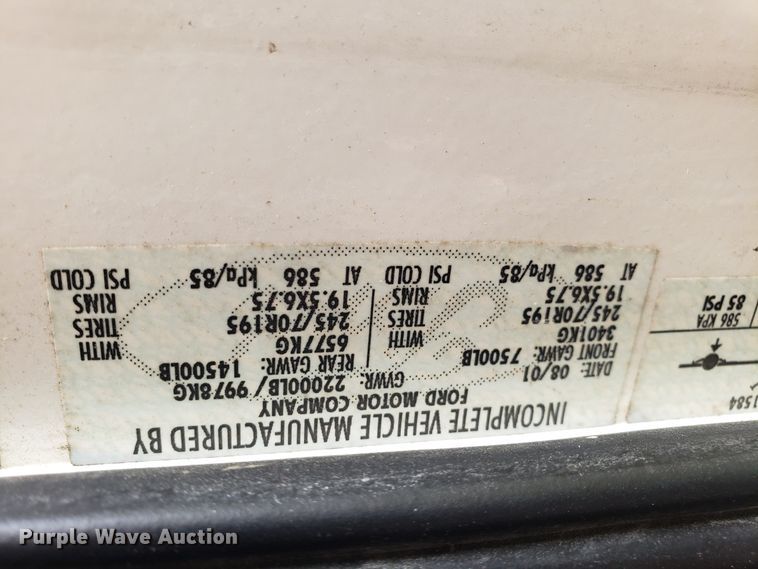 INCOMPLETE VEHICLE MANUFACTURED BY
FORD MOTOR COMPANY
DATE: 08/01 GVWR: 22000LB/ 9978KG
FRONT GAWR: 7500LB REAR GAWR: 14500LB
3401KG WITH 6577KG WITH
245/70R195 TIRES 245/70R195 TIRES
19.5X6.75 RIMS 19.5X6.75 RIMS
AT 586 kPa/85 PSI COLD AT 586 kPa/85 PSI COLD
1584
586 KPA
85 PSI
Purple Wave Auction